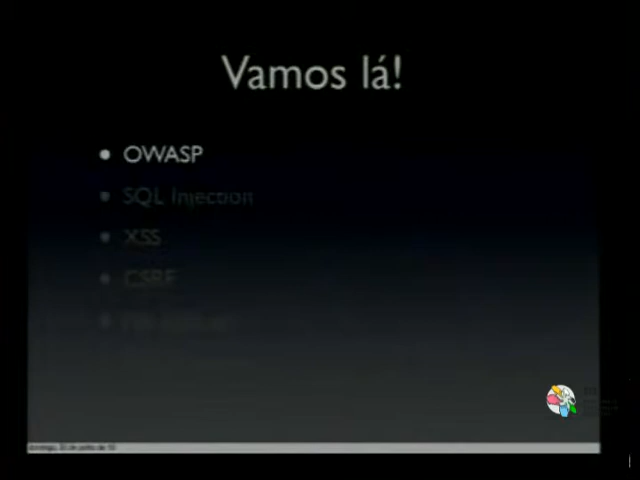 Vamos lá!
OWASP
SQL Injection
XSS
CSRF